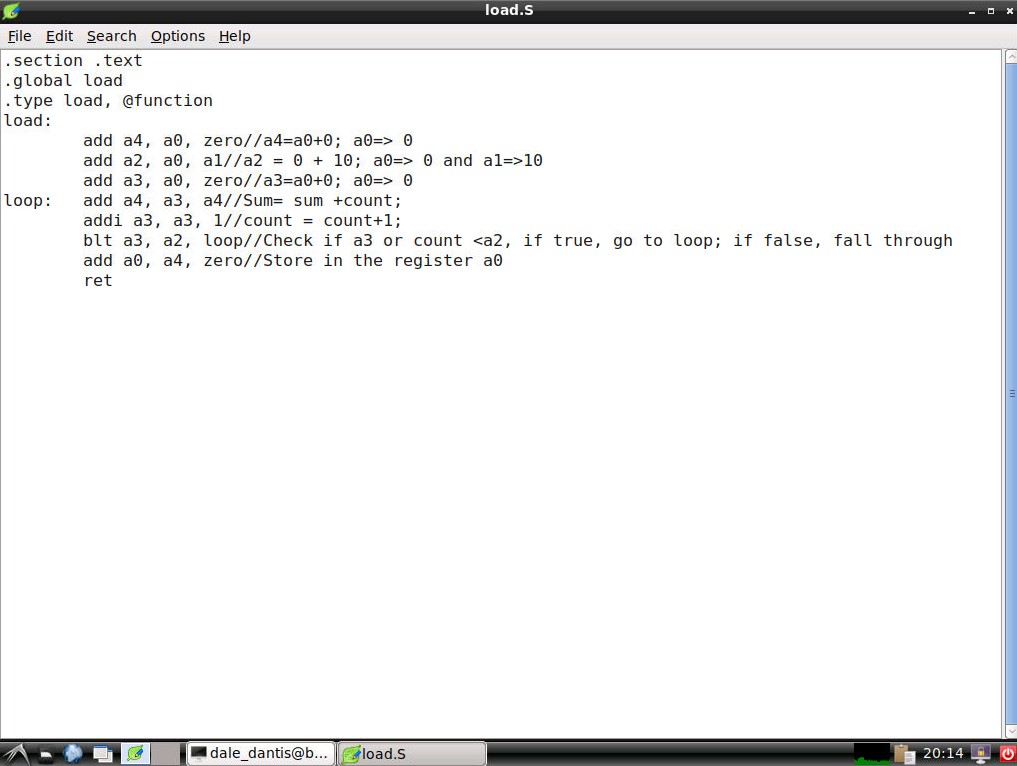 load.S
File Edit Search Options Help
.section .text
.global load
.type load, @function
load:
        add a4, a0, zero//a4=a0+0; a0=> 0
        add a2, a0, a1//a2 = 0 + 10; a0=> 0 and a1=>10
        add a3, a0, zero//a3=a0+0; a0=> 0
loop:   add a4, a3, a4//Sum= sum +count;
        addi a3, a3, 1//count = count+1;
        blt a3, a2, loop//Check if a3 or count <a2, if true, go to loop; if false, fall through
        add a0, a4, zero//Store in the register a0
        ret
dale_dantis@b... load.S 20:14